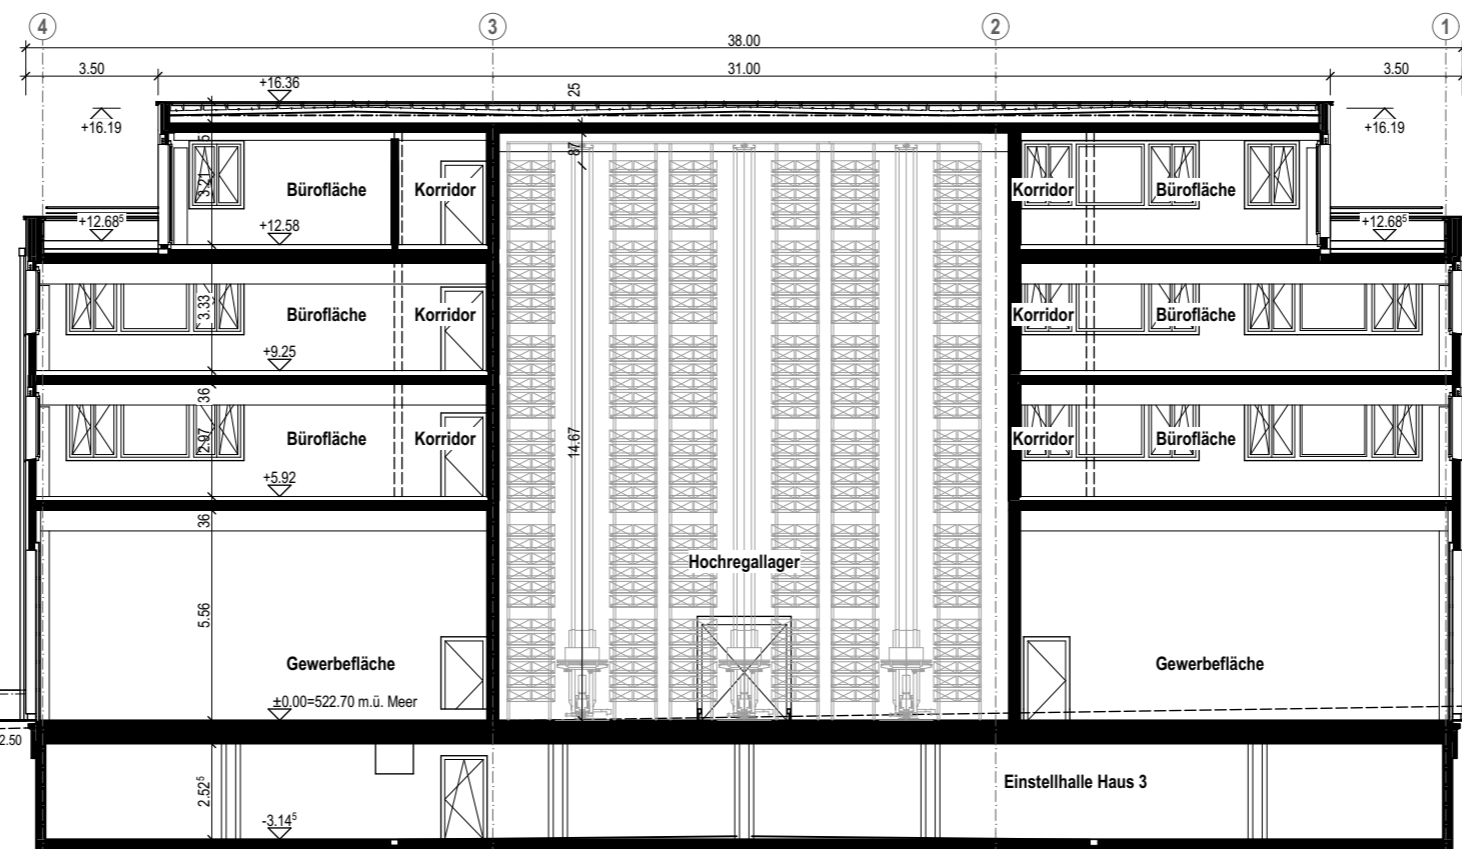 4 3 2 1
38.00
3.50 31.00 3.50
+16.36 25
+16.19 +16.19
5 87
3.21 Bürofläche Korridor Korridor Bürofläche
+12.68⁵ +12.58 +12.68⁵
3.33 Bürofläche Korridor Korridor Bürofläche
+9.25
36
2.97 Bürofläche Korridor 14.67 Korridor Bürofläche
+5.92
36
Hochregallager
5.56
Gewerbefläche Gewerbefläche
±0.00=522.70 m.ü. Meer
2.50
2.52⁵ Einstellhalle Haus 3
-3.14⁵